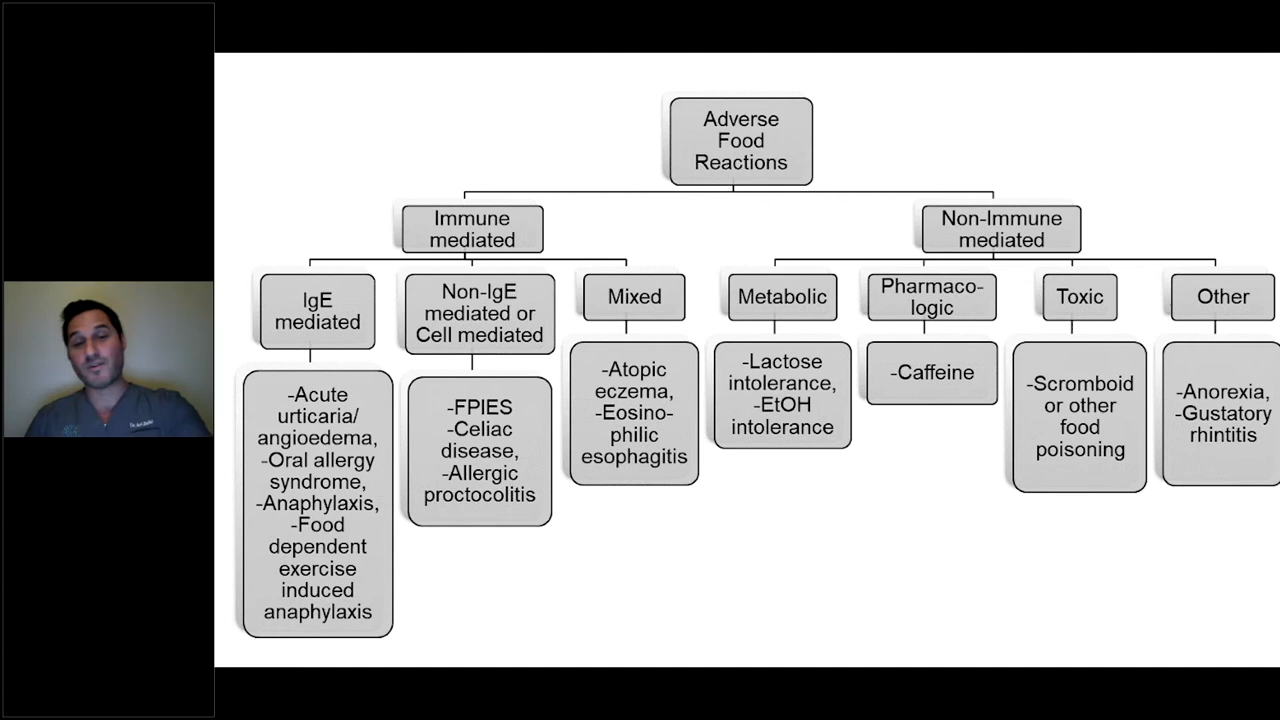 Adverse
Food
Reactions
Immune
mediated
Non-Immune
mediated
IgE
mediated
Non-IgE
mediated or
Cell mediated
Mixed
Metabolic
Pharmaco-
logic
Toxic
Other
-Acute
urticaria/
angioedema,
-Oral allergy
syndrome,
-Anaphylaxis,
-Food
dependent
exercise
induced
anaphylaxis
-FPIES
-Celiac
disease,
-Allergic
proctocolitis
-Atopic
eczema,
-Eosino-
philic
esophagitis
-Lactose
intolerance,
-EtOH
intolerance
-Caffeine
-Scromboid
or other
food
poisoning
-Anorexia,
-Gustatory
rhintitis